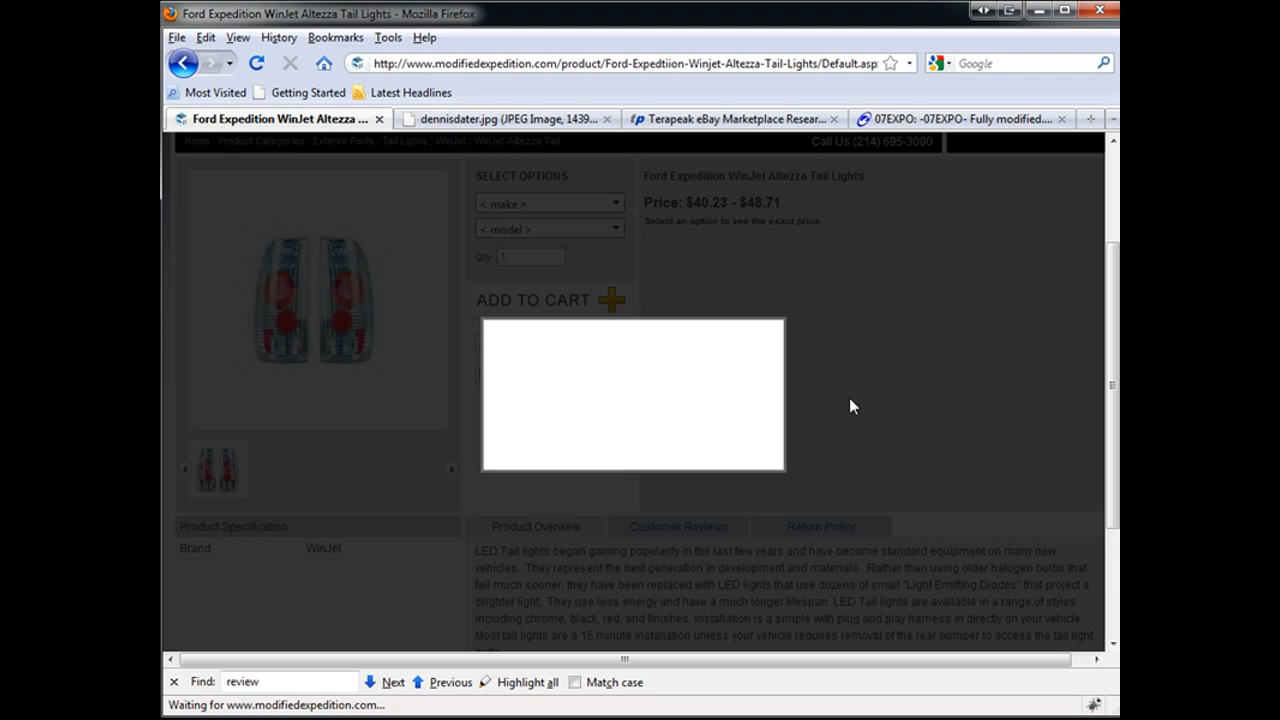 Ford Expedition WinJet Altezza Tail Lights - Mozilla Firefox
File Edit View History Bookmarks Tools Help
http://www.modifiedexpedition.com/product/Ford-Expedtiion-Winjet-Altezza-Tail-Lights/Default.asp
Google
Most Visited Getting Started Latest Headlines
Ford Expedition WinJet Altezza ... dennisdater.jpg (JPEG Image, 1439... Terapeak eBay Marketplace Resear... 07EXPO: -07EXPO- Fully modified....
Home : Product Categories : Exterior Parts : Tail Lights : WinJet : WinJet Altezza Tail... Call Us (214) 695-3000
SELECT OPTIONS
Ford Expedition WinJet Altezza Tail Lights
< make >
Price: $40.23 - $48.71
Select an option to see the exact price
< model >
Qty 1
ADD TO CART
Product Specification
Product Overview Customer Reviews Return Policy
Brand WinJet
LED Tail lights began gaining popularity in the last few years and have become standard equipment on many new
vehicles. They represent the next generation in development and materials. Rather than using older halogen bulbs that
fail much sooner, they have been replaced with LED lights that use dozens of small "Light Emitting Diodes" that project a
brighter light. They use less energy and have a much longer lifespan. LED Tail lights are available in a range of styles
including chrome, black, red, and finishes. Installation is a simple with plug and play harness in directly on your vehicle.
Most tail lights are a 15 minute installation unless your vehicle requires removal of the rear bumper to access the tail light
Find: review Next Previous Highlight all Match case
Waiting for www.modifiedexpedition.com...